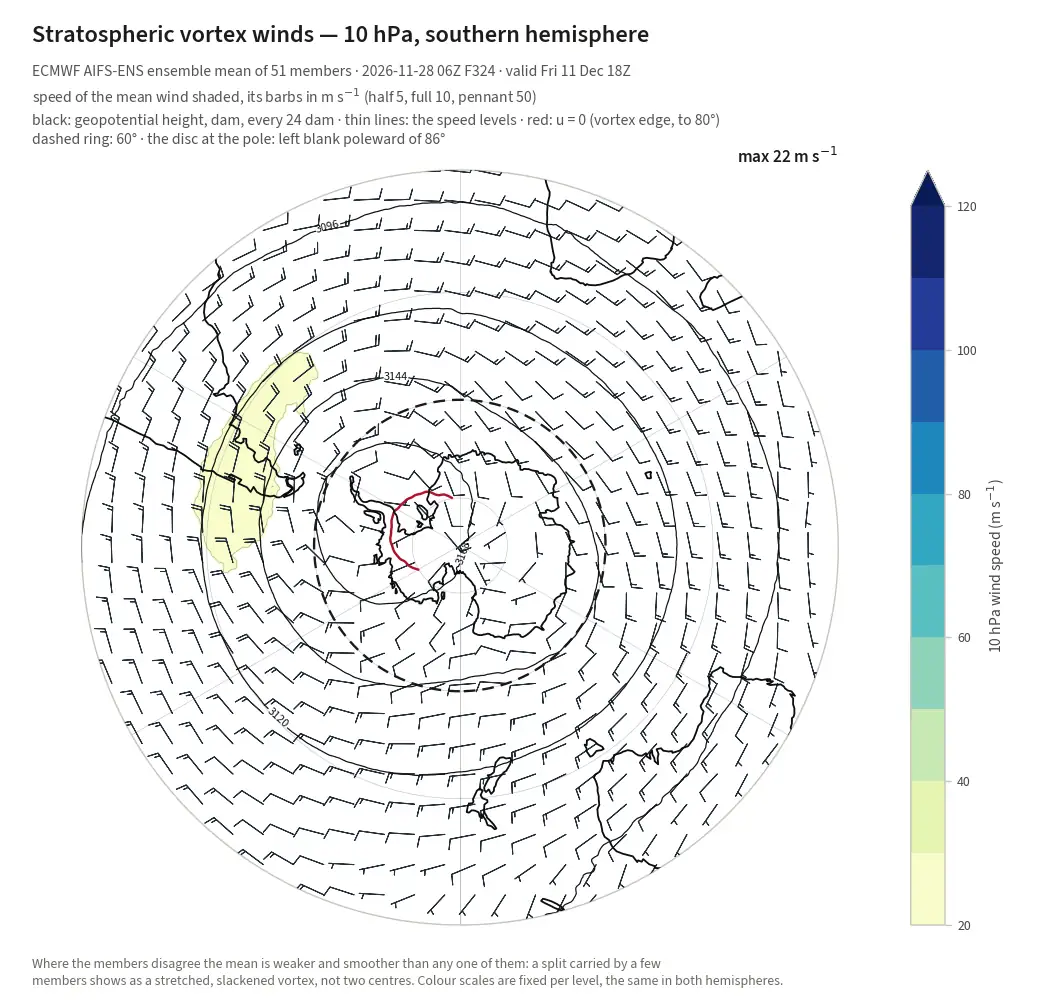 Stratospheric vortex winds — 10 hPa, southern hemisphere
ECMWF AIFS-ENS ensemble mean of 51 members · 2026-11-28 06Z F324 · valid Fri 11 Dec 18Z
speed of the mean wind shaded, its barbs in m s⁻¹ (half 5, full 10, pennant 50)
black: geopotential height, dam, every 24 dam · thin lines: the speed levels · red: u = 0 (vortex edge, to 80°)
dashed ring: 60° · the disc at the pole: left blank poleward of 86°
max 22 m s⁻¹
3096
3144
3168
3120
120
100
80
60
40
20
10 hPa wind speed (m s⁻¹)
Where the members disagree the mean is weaker and smoother than any one of them: a split carried by a few
members shows as a stretched, slackened vortex, not two centres. Colour scales are fixed per level, the same in both hemispheres.